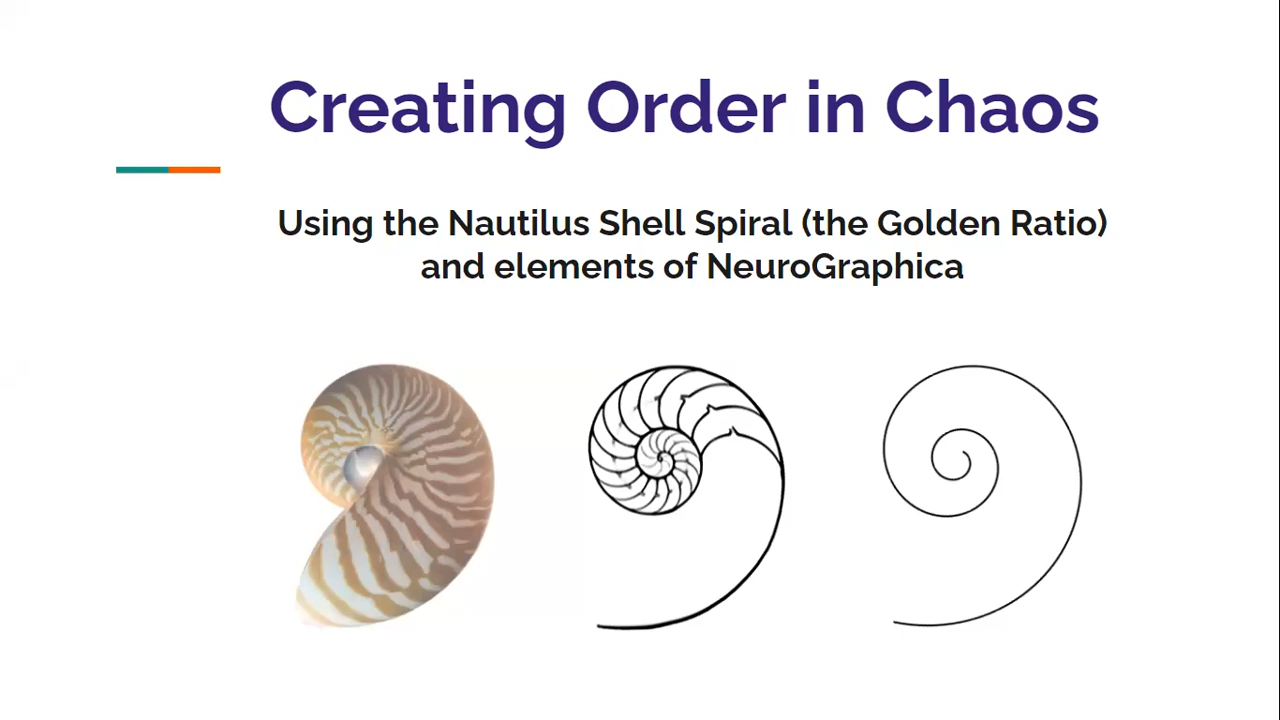 Creating Order in Chaos
Using the Nautilus Shell Spiral (the Golden Ratio)
and elements of NeuroGraphica